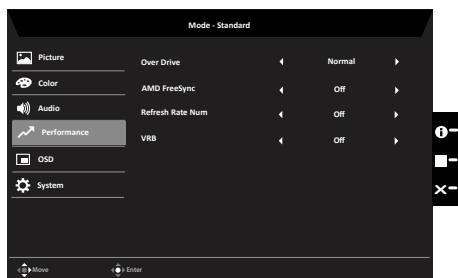 Mode - Standard
Picture
Over Drive Normal
Color
AMD FreeSync Off
Audio
Refresh Rate Num Off
Performance
VRB Off
OSD
System
Move Enter